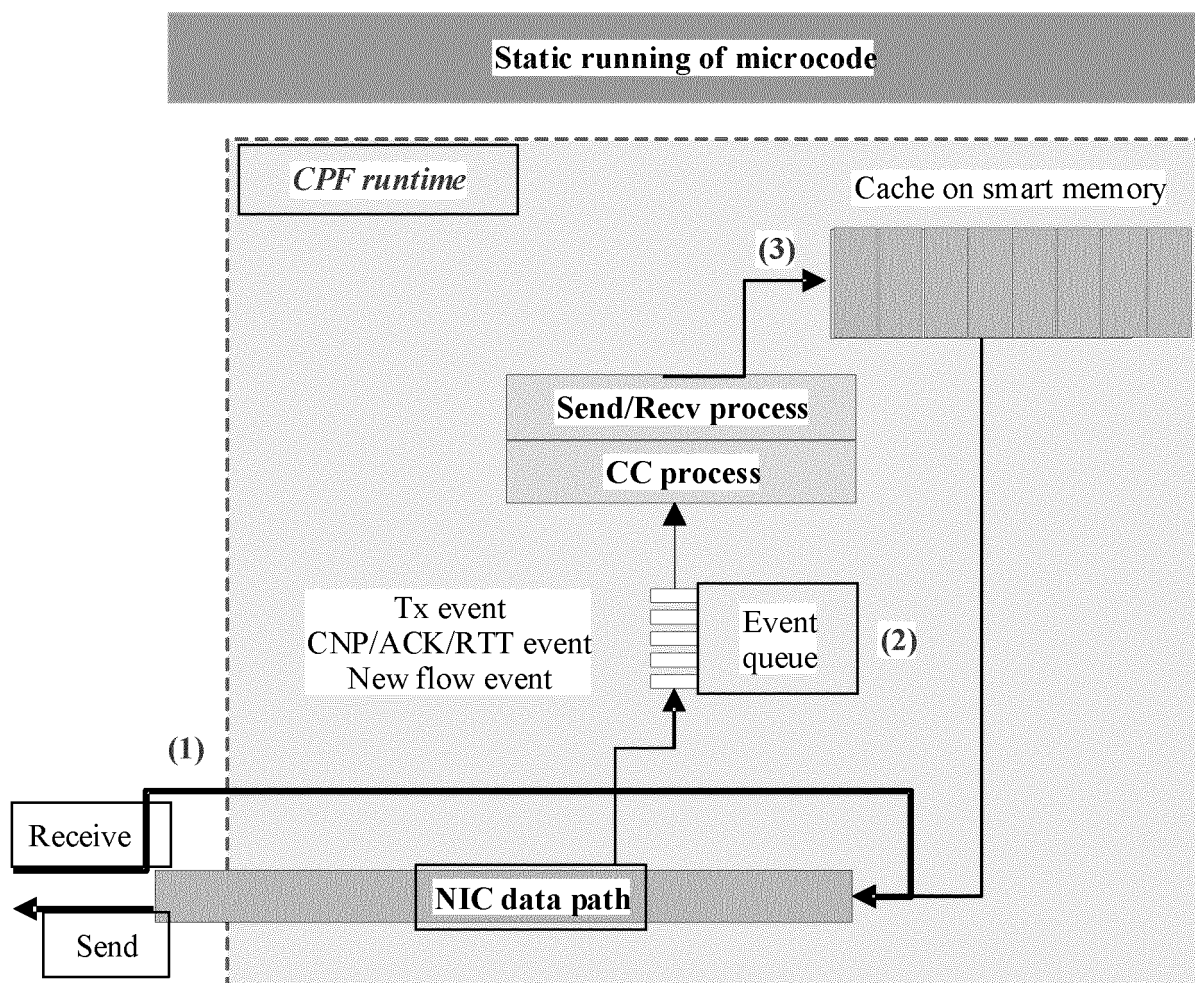 Static running of microcode
CPF runtime
Cache on smart memory
(3)
Send/Recv process
CC process
Tx event
CNP/ACK/RTT event
New flow event
Event
queue
(2)
(1)
Receive
NIC data path
Send